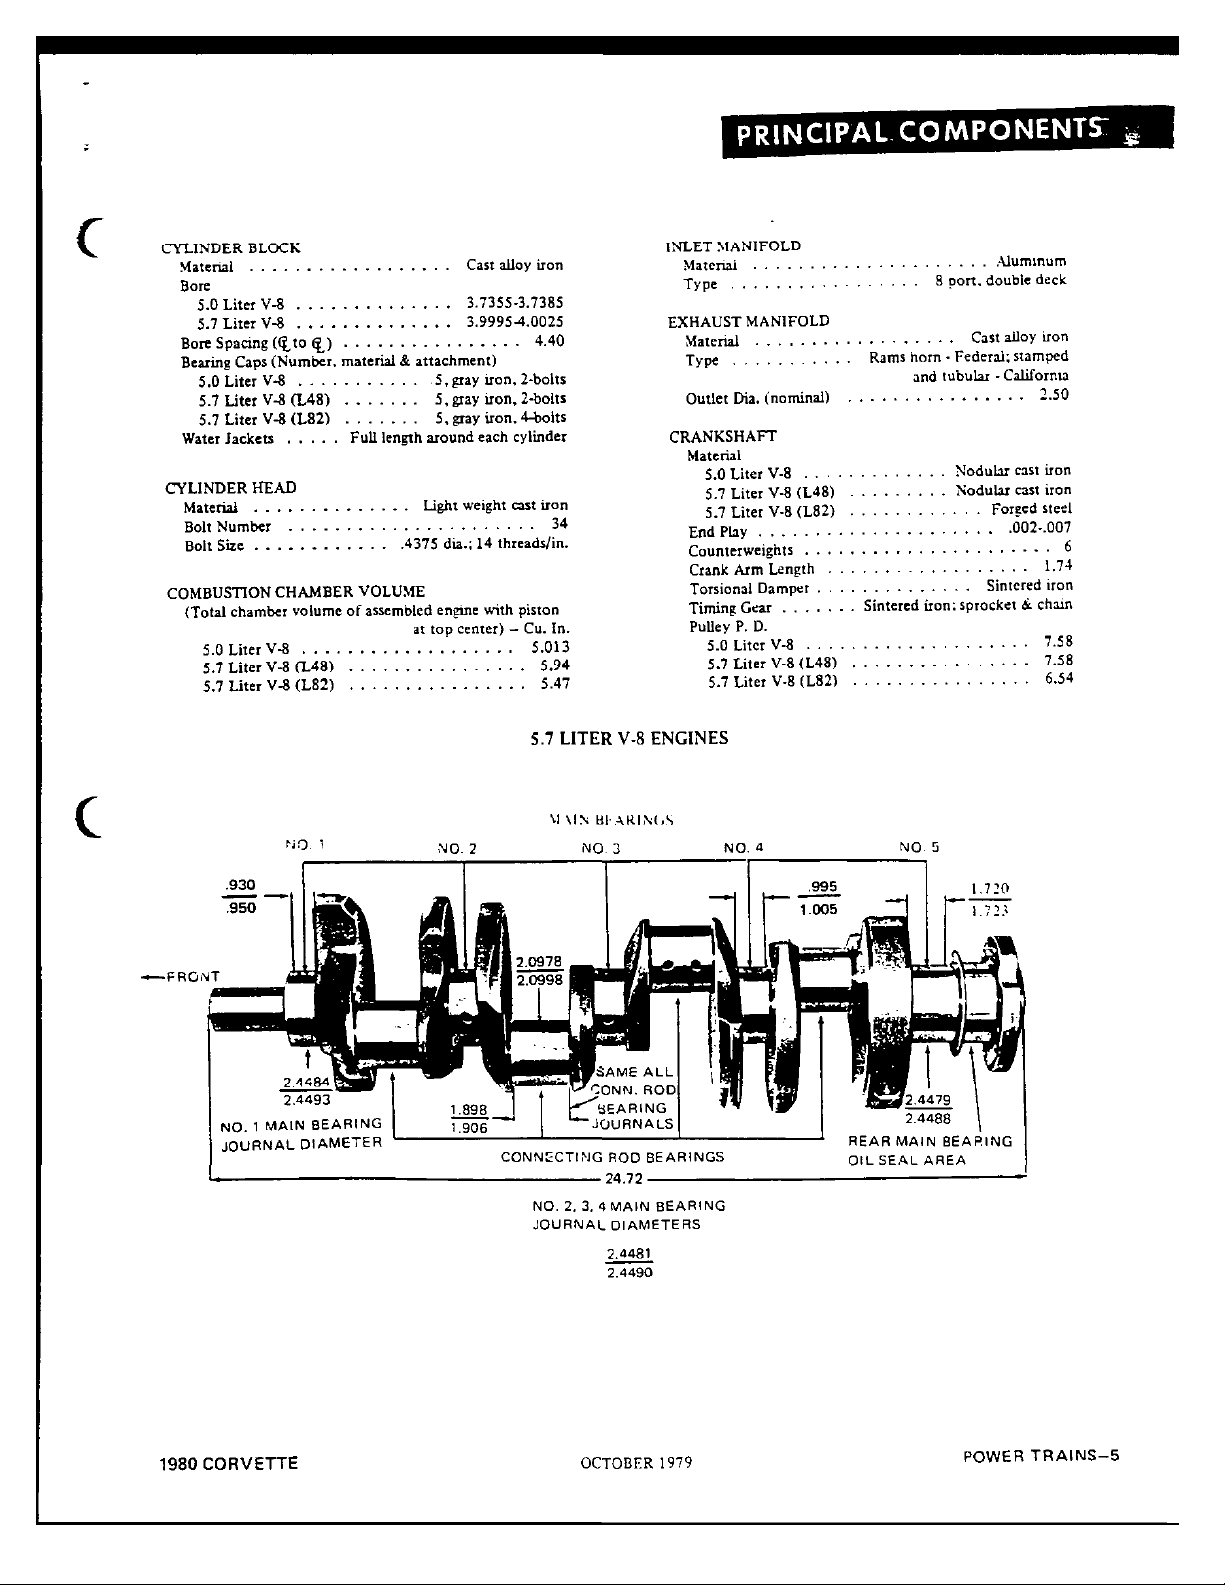 PRINCIPAL COMPONENTS
CYLINDER BLOCK
Material . . . . . . . . . . . . . . . . . . Cast alloy iron
Bore
5.0 Liter V-8 . . . . . . . . . . . . . . 3.7355-3.7385
5.7 Liter V-8 . . . . . . . . . . . . . . 3.9995-4.0025
Bore Spacing (℄ to ℄) . . . . . . . . . . . . . . . . 4.40
Bearing Caps (Number, material & attachment)
5.0 Liter V-8 . . . . . . . . . . . 5, gray iron, 2-bolts
5.7 Liter V-8 (L48) . . . . . . . 5, gray iron, 2-bolts
5.7 Liter V-8 (L82) . . . . . . . 5, gray iron, 4-bolts
Water Jackets . . . . . Full length around each cylinder
CYLINDER HEAD
Material . . . . . . . . . . . . . . Light weight cast iron
Bolt Number . . . . . . . . . . . . . . . . . . . . . . 34
Bolt Size . . . . . . . . . . . . .4375 dia.; 14 threads/in.
COMBUSTION CHAMBER VOLUME
(Total chamber volume of assembled engine with piston
at top center) – Cu. In.
5.0 Liter V-8 . . . . . . . . . . . . . . . . . . . 5.013
5.7 Liter V-8 (L48) . . . . . . . . . . . . . . . . 5.94
5.7 Liter V-8 (L82) . . . . . . . . . . . . . . . . 5.47
INLET MANIFOLD
Material . . . . . . . . . . . . . . . . . . . . . Aluminum
Type . . . . . . . . . . . . . . . . . 8 port, double deck
EXHAUST MANIFOLD
Material . . . . . . . . . . . . . . . . . . Cast alloy iron
Type . . . . . . . . . . . Rams horn - Federal; stamped
and tubular - California
Outlet Dia. (nominal) . . . . . . . . . . . . . . . . 2.50
CRANKSHAFT
Material
5.0 Liter V-8 . . . . . . . . . . . . . Nodular cast iron
5.7 Liter V-8 (L48) . . . . . . . . . Nodular cast iron
5.7 Liter V-8 (L82) . . . . . . . . . . . . Forged steel
End Play . . . . . . . . . . . . . . . . . . . . . .002-.007
Counterweights . . . . . . . . . . . . . . . . . . . . . . 6
Crank Arm Length . . . . . . . . . . . . . . . . . . 1.74
Torsional Damper . . . . . . . . . . . . . . Sintered iron
Timing Gear . . . . . . . Sintered iron; sprocket & chain
Pulley P. D.
5.0 Liter V-8 . . . . . . . . . . . . . . . . . . . . 7.58
5.7 Liter V-8 (L48) . . . . . . . . . . . . . . . . 7.58
5.7 Liter V-8 (L82) . . . . . . . . . . . . . . . . 6.54
5.7 LITER V-8 ENGINES
MAIN BEARINGS
NO. 1 NO. 2 NO. 3 NO. 4 NO. 5
.930
.950
.995
1.005
1.720
1.723
FRONT
2.0978
2.0998
SAME ALL
CONN. ROD
BEARING
JOURNALS
2.4484
2.4493
NO. 1 MAIN BEARING
JOURNAL DIAMETER
1.898
1.906
2.4479
2.4488
REAR MAIN BEARING
OIL SEAL AREA
CONNECTING ROD BEARINGS
24.72
NO. 2, 3, 4 MAIN BEARING
JOURNAL DIAMETERS
2.4481
2.4490
1980 CORVETTE OCTOBER 1979 POWER TRAINS–5